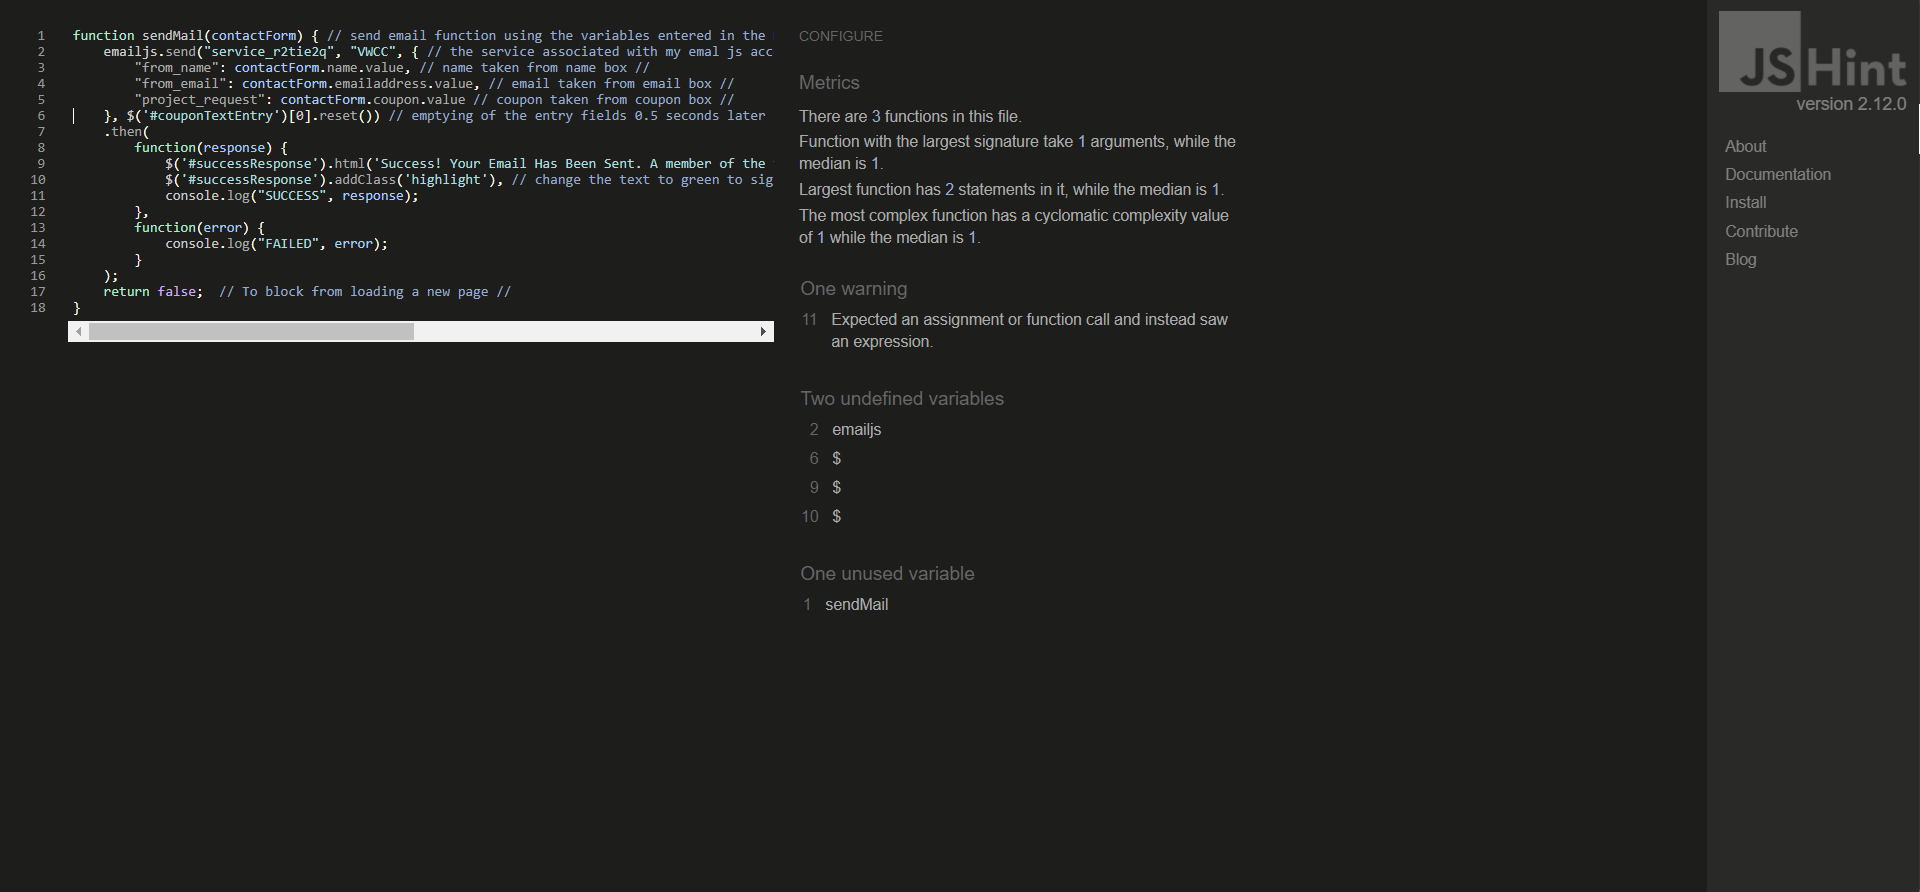 1 function sendMail(contactForm) { // send email function using the variables entered in the
2 emailjs.send("service_r2tie2q", "VWCC", { // the service associated with my emal js acc
3 "from_name": contactForm.name.value, // name taken from name box //
4 "from_email": contactForm.emailaddress.value, // email taken from email box //
5 "project_request": contactForm.coupon.value // coupon taken from coupon box //
6 }, $('#couponTextEntry')[0].reset()) // emptying of the entry fields 0.5 seconds later
7 .then(
8 function(response) {
9 $('#successResponse').html('Success! Your Email Has Been Sent. A member of the
10 $('#successResponse').addClass('highlight'), // change the text to green to sig
11 console.log("SUCCESS", response);
12 },
13 function(error) {
14 console.log("FAILED", error);
15 }
16 );
17 return false;  // To block from loading a new page //
18 }
CONFIGURE
Metrics
There are 3 functions in this file.
Function with the largest signature take 1 arguments, while the
median is 1.
Largest function has 2 statements in it, while the median is 1.
The most complex function has a cyclomatic complexity value
of 1 while the median is 1.
One warning
11 Expected an assignment or function call and instead saw
an expression.
Two undefined variables
2 emailjs
6 $
9 $
10 $
One unused variable
1 sendMail
JSHint
version 2.12.0
About
Documentation
Install
Contribute
Blog